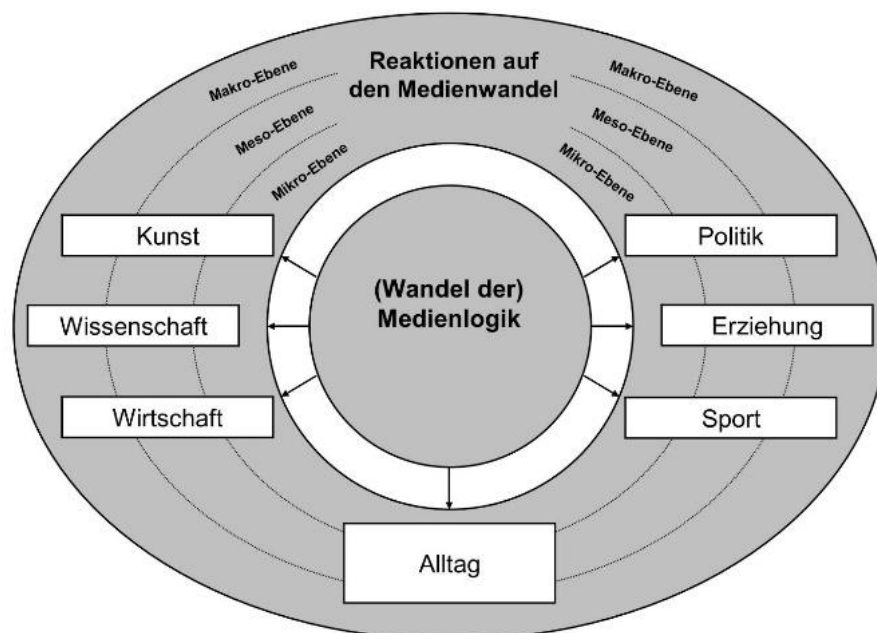 Reaktionen auf
den Medienwandel
Makro-Ebene
Meso-Ebene
Mikro-Ebene
Makro-Ebene
Meso-Ebene
Mikro-Ebene
Kunst
Politik
(Wandel der)
Medienlogik
Wissenschaft
Erziehung
Wirtschaft
Sport
Alltag